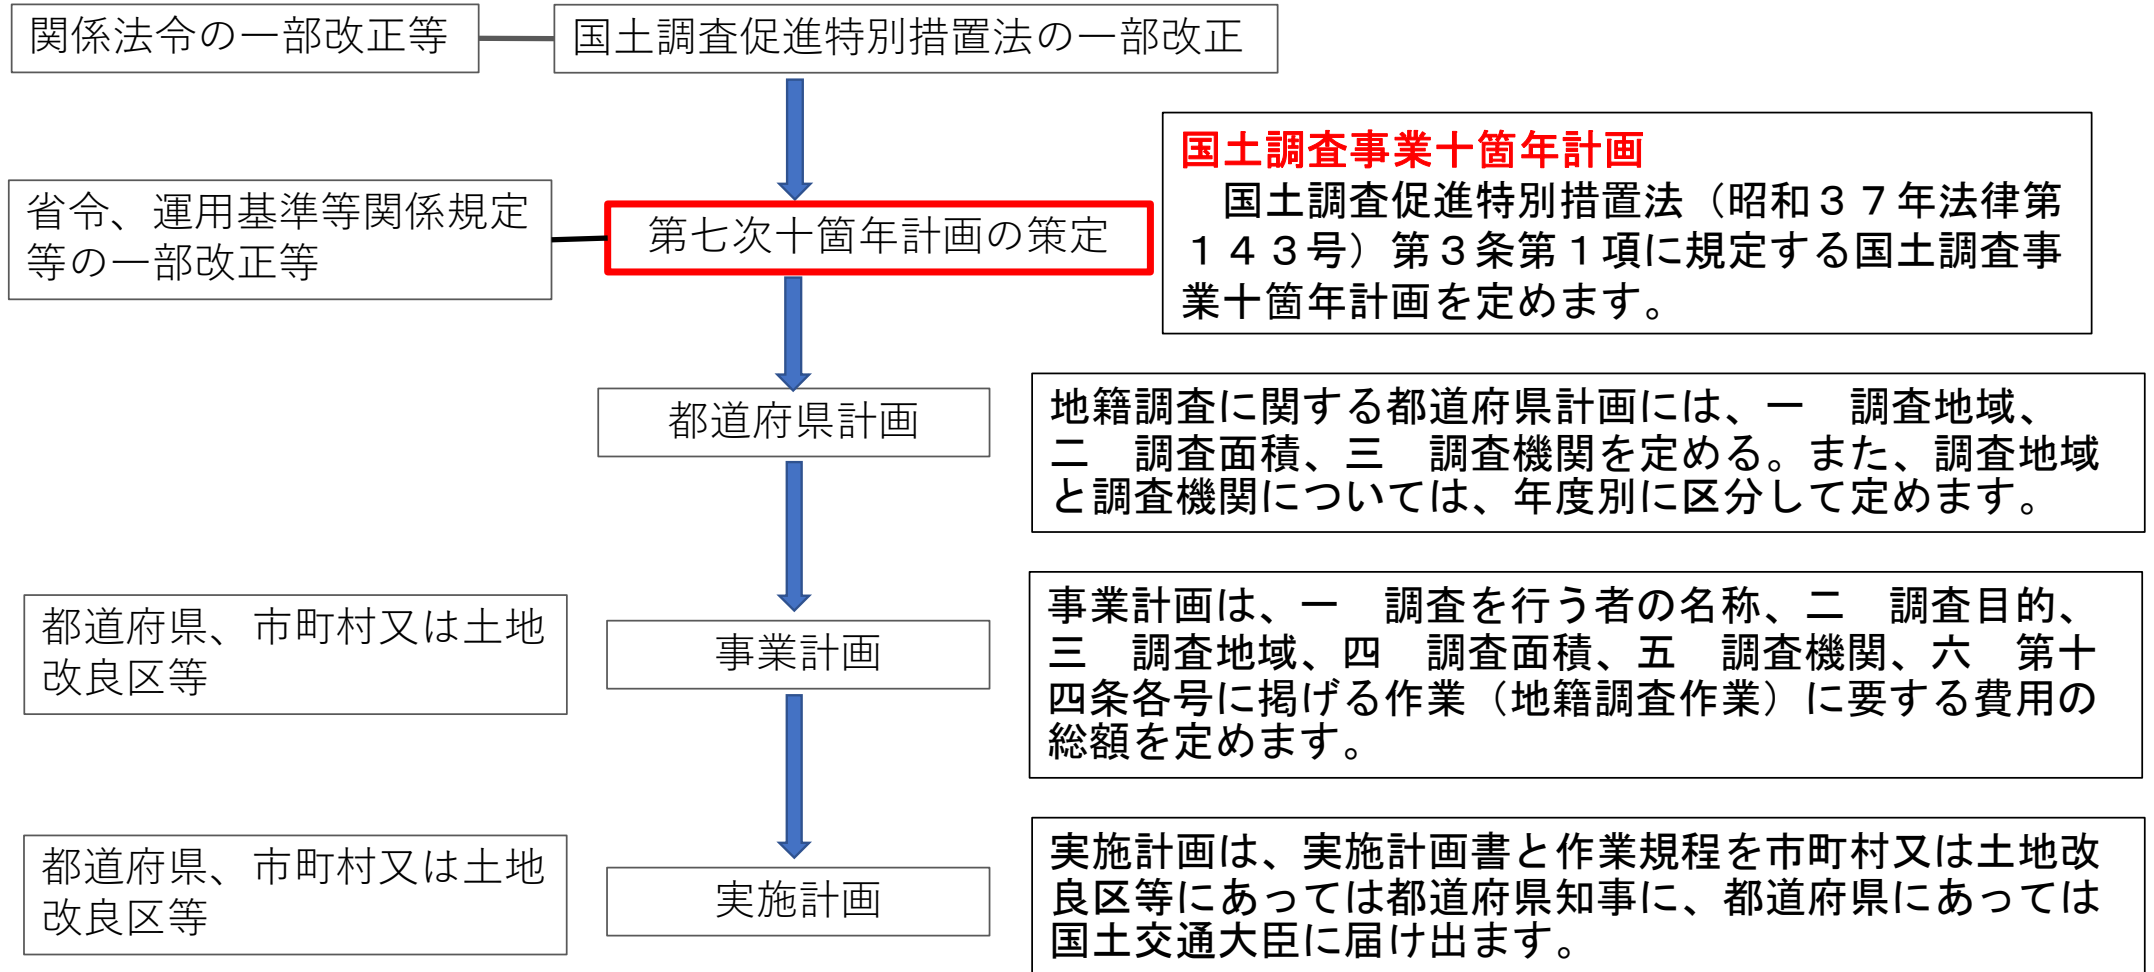 関係法令の一部改正等
国土調査促進特別措置法の一部改正
国土調査事業十箇年計画
　国土調査促進特別措置法（昭和３７年法律第
１４３号）第３条第１項に規定する国土調査事
業十箇年計画を定めます。
省令、運用基準等関係規定
等の一部改正等
第七次十箇年計画の策定
都道府県計画
地籍調査に関する都道府県計画には、一　調査地域、
二　調査面積、三　調査機関を定める。また、調査地域
と調査機関については、年度別に区分して定めます。
都道府県、市町村又は土地
改良区等
事業計画
事業計画は、一　調査を行う者の名称、二　調査目的、
三　調査地域、四　調査面積、五　調査機関、六　第十
四条各号に掲げる作業（地籍調査作業）に要する費用の
総額を定めます。
都道府県、市町村又は土地
改良区等
実施計画
実施計画は、実施計画書と作業規程を市町村又は土地改
良区等にあっては都道府県知事に、都道府県にあっては
国土交通大臣に届け出ます。